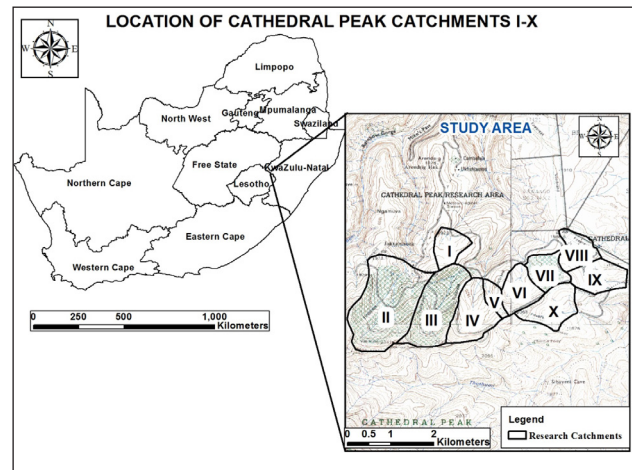 LOCATION OF CATHEDRAL PEAK CATCHMENTS I-X
N
W E
S
Limpopo
North West
Gauteng
Mpumalanga
Swaziland
Free State
KwaZulu-Natal
Lesotho
Northern Cape
Eastern Cape
Western Cape
0 250 500 1,000
Kilometers
STUDY AREA
N
W E
S
CATHEDRAL PEAK RESEARCH AREA
CATHEDRAL
I
II
III
IV
V
VI
VII
VIII
IX
X
CATHEDRAL PEAK
0 0.5 1 2
Kilometers
Legend
Research Catchments